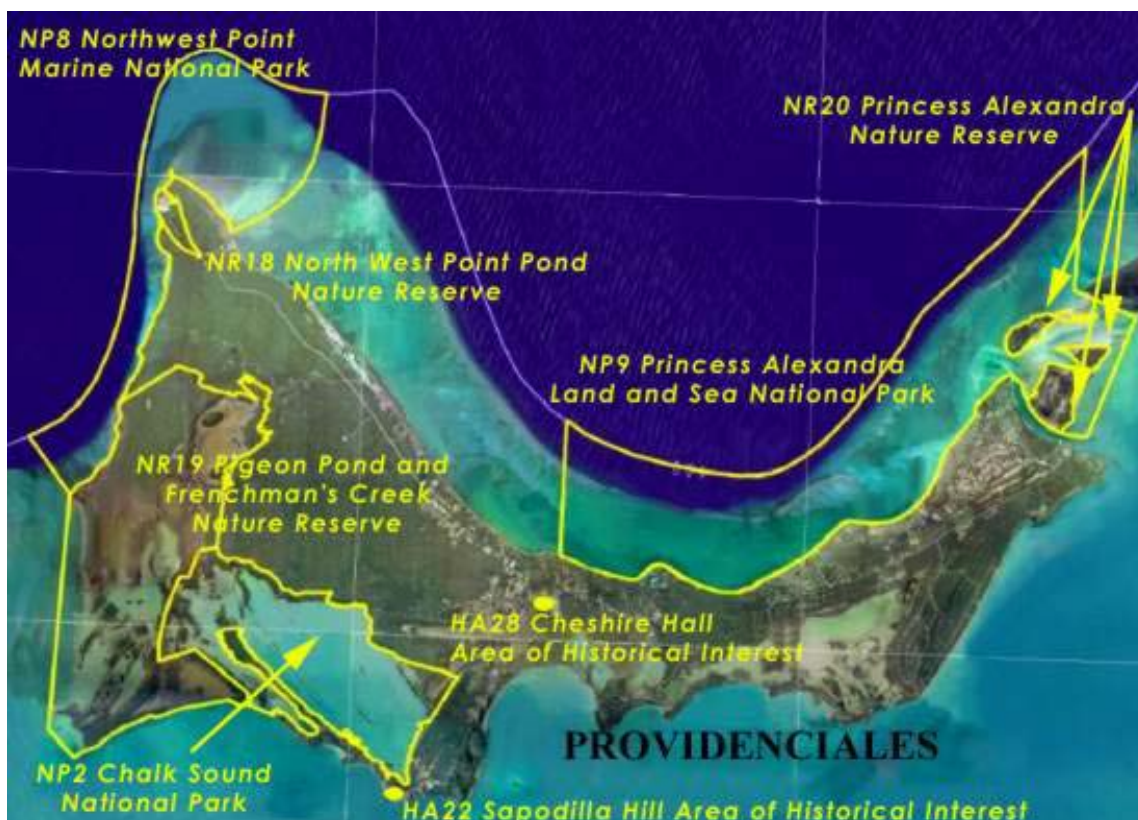 NP8 Northwest Point
Marine National Park
NR20 Princess Alexandra
Nature Reserve
NR18 North West Point Pond
Nature Reserve
NP9 Princess Alexandra
Land and Sea National Park
NR19 Pigeon Pond and
Frenchman's Creek
Nature Reserve
HA28 Cheshire Hall
Area of Historical Interest
PROVIDENCIALES
NP2 Chalk Sound
National Park
HA22 Sapodilla Hill Area of Historical Interest